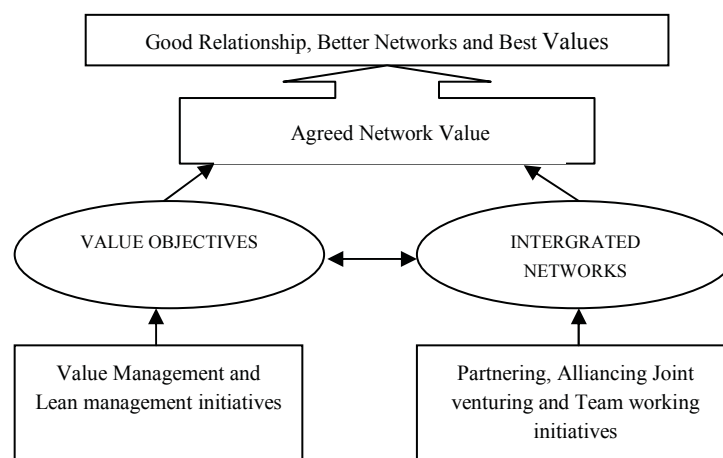 Good Relationship, Better Networks and Best Values
Agreed Network Value
VALUE OBJECTIVES
INTERGRATED
NETWORKS
Value Management and
Lean management initiatives
Partnering, Alliancing Joint
venturing and Team working
initiatives